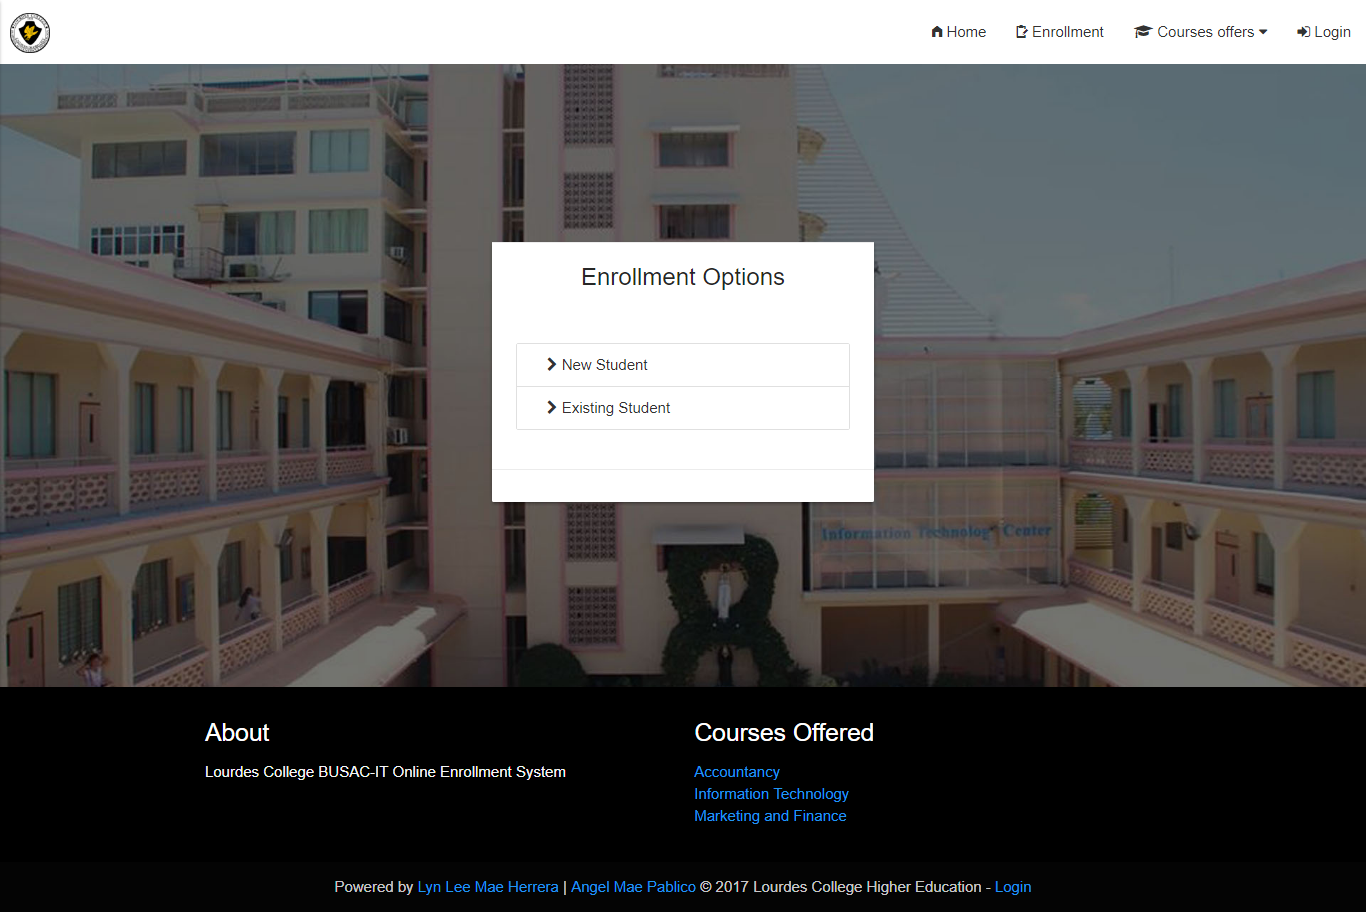 Home Enrollment Courses offers Login
Enrollment Options
New Student
Existing Student
Information Technology Center
About
Lourdes College BUSAC-IT Online Enrollment System
Courses Offered
Accountancy
Information Technology
Marketing and Finance
Powered by Lyn Lee Mae Herrera | Angel Mae Pablico © 2017 Lourdes College Higher Education - Login